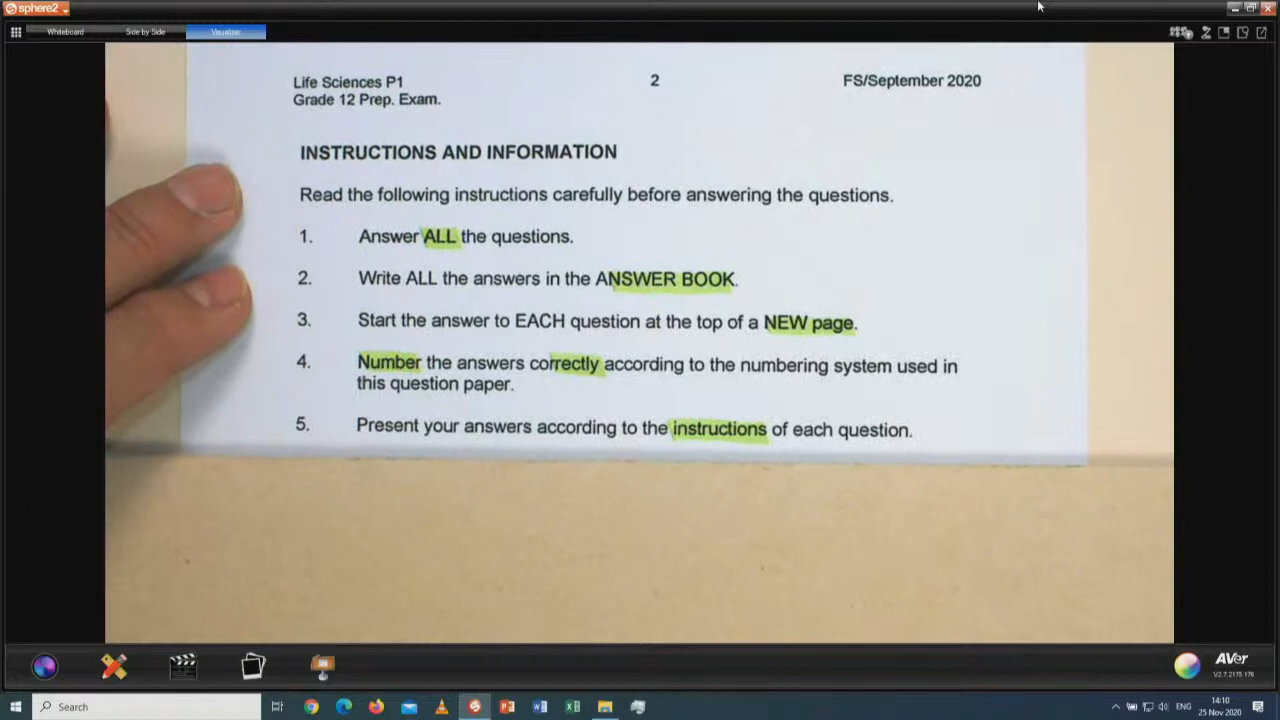 sphere2
Whiteboard Side by Side Visualizer
Life Sciences P1 2 FS/September 2020
Grade 12 Prep. Exam.
INSTRUCTIONS AND INFORMATION
Read the following instructions carefully before answering the questions.
1. Answer ALL the questions.
2. Write ALL the answers in the ANSWER BOOK.
3. Start the answer to EACH question at the top of a NEW page.
4. Number the answers correctly according to the numbering system used in
this question paper.
5. Present your answers according to the instructions of each question.
AVer
V2.7.2175.176
Search
ENG
14:10
25 Nov 2020